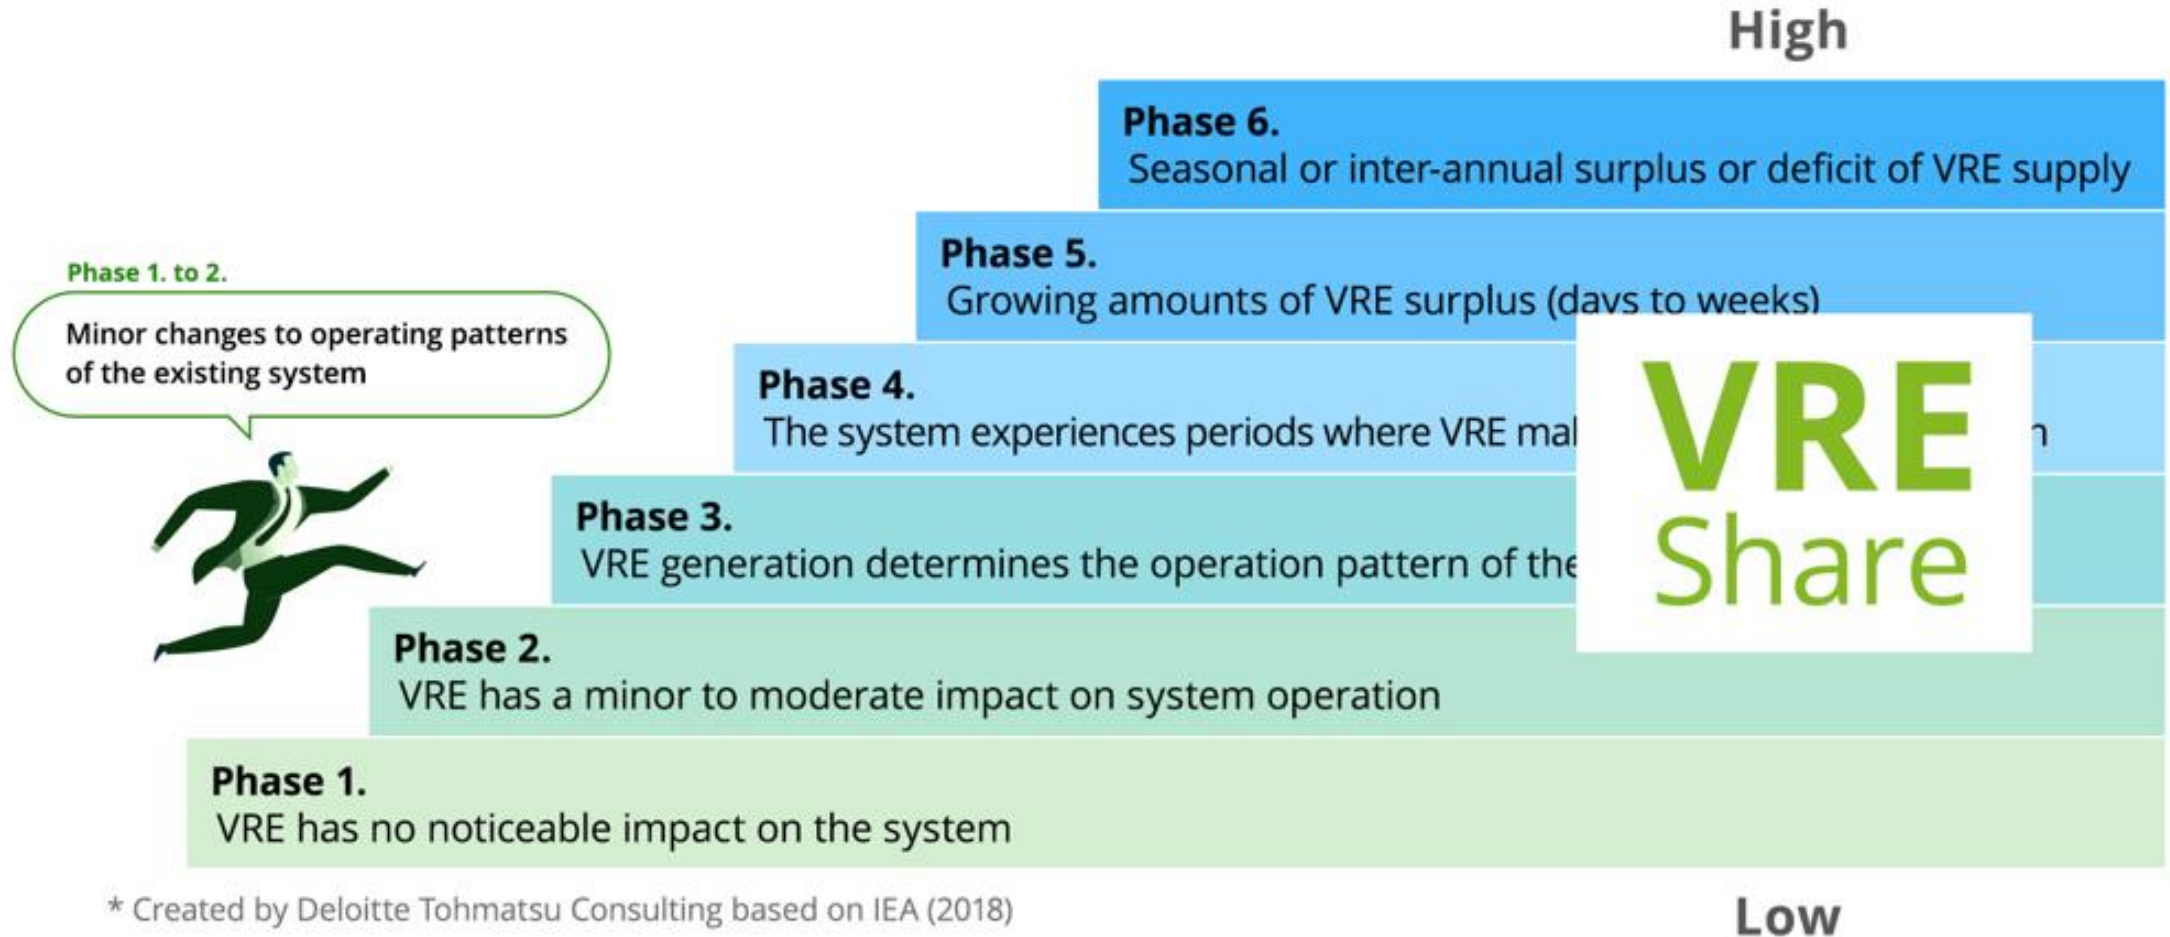 High
Phase 6.
Seasonal or inter-annual surplus or deficit of VRE supply
Phase 5.
Growing amounts of VRE surplus (days to weeks)
Phase 1. to 2.
Minor changes to operating patterns
of the existing system
Phase 4.
The system experiences periods where VRE
VRE
Share
Phase 3.
VRE generation determines the operation pattern of the
Phase 2.
VRE has a minor to moderate impact on system operation
Phase 1.
VRE has no noticeable impact on the system
* Created by Deloitte Tohmatsu Consulting based on IEA (2018)
Low